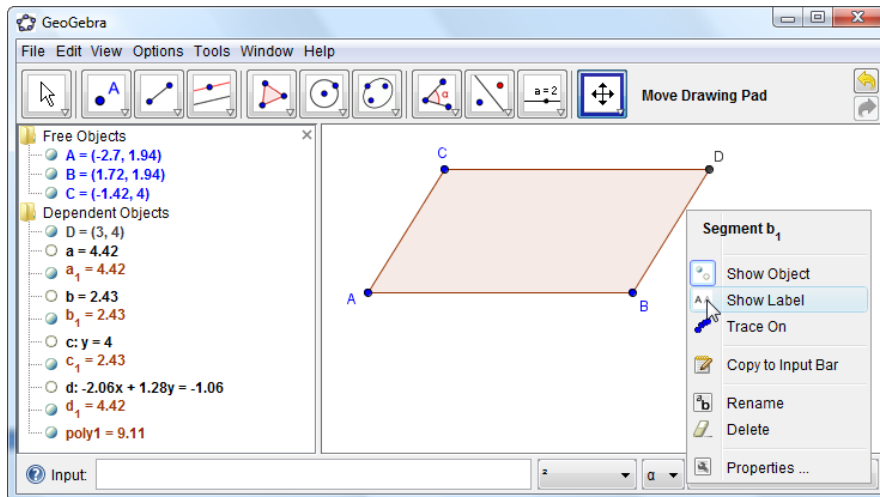 GeoGebra
File Edit View Options Tools Window Help
A
α
a = 2
Move Drawing Pad
Free Objects
A = (-2.7, 1.94)
B = (1.72, 1.94)
C = (-1.42, 4)
Dependent Objects
D = (3, 4)
a = 4.42
a₁ = 4.42
b = 2.43
b₁ = 2.43
c: y = 4
c₁ = 2.43
d: -2.06x + 1.28y = -1.06
d₁ = 4.42
poly1 = 9.11
C
D
A
B
Segment b₁
Show Object
Show Label
Trace On
Copy to Input Bar
Rename
Delete
Properties ...
Input:
²
α